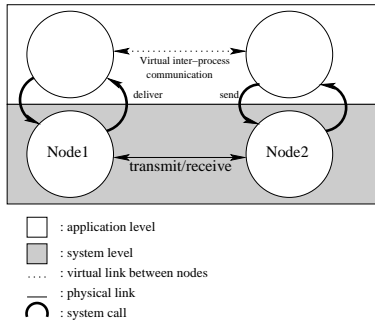 Virtual inter-process
communication
deliver
send
Node1
Node2
transmit/receive
: application level
: system level
: virtual link between nodes
: physical link
: system call